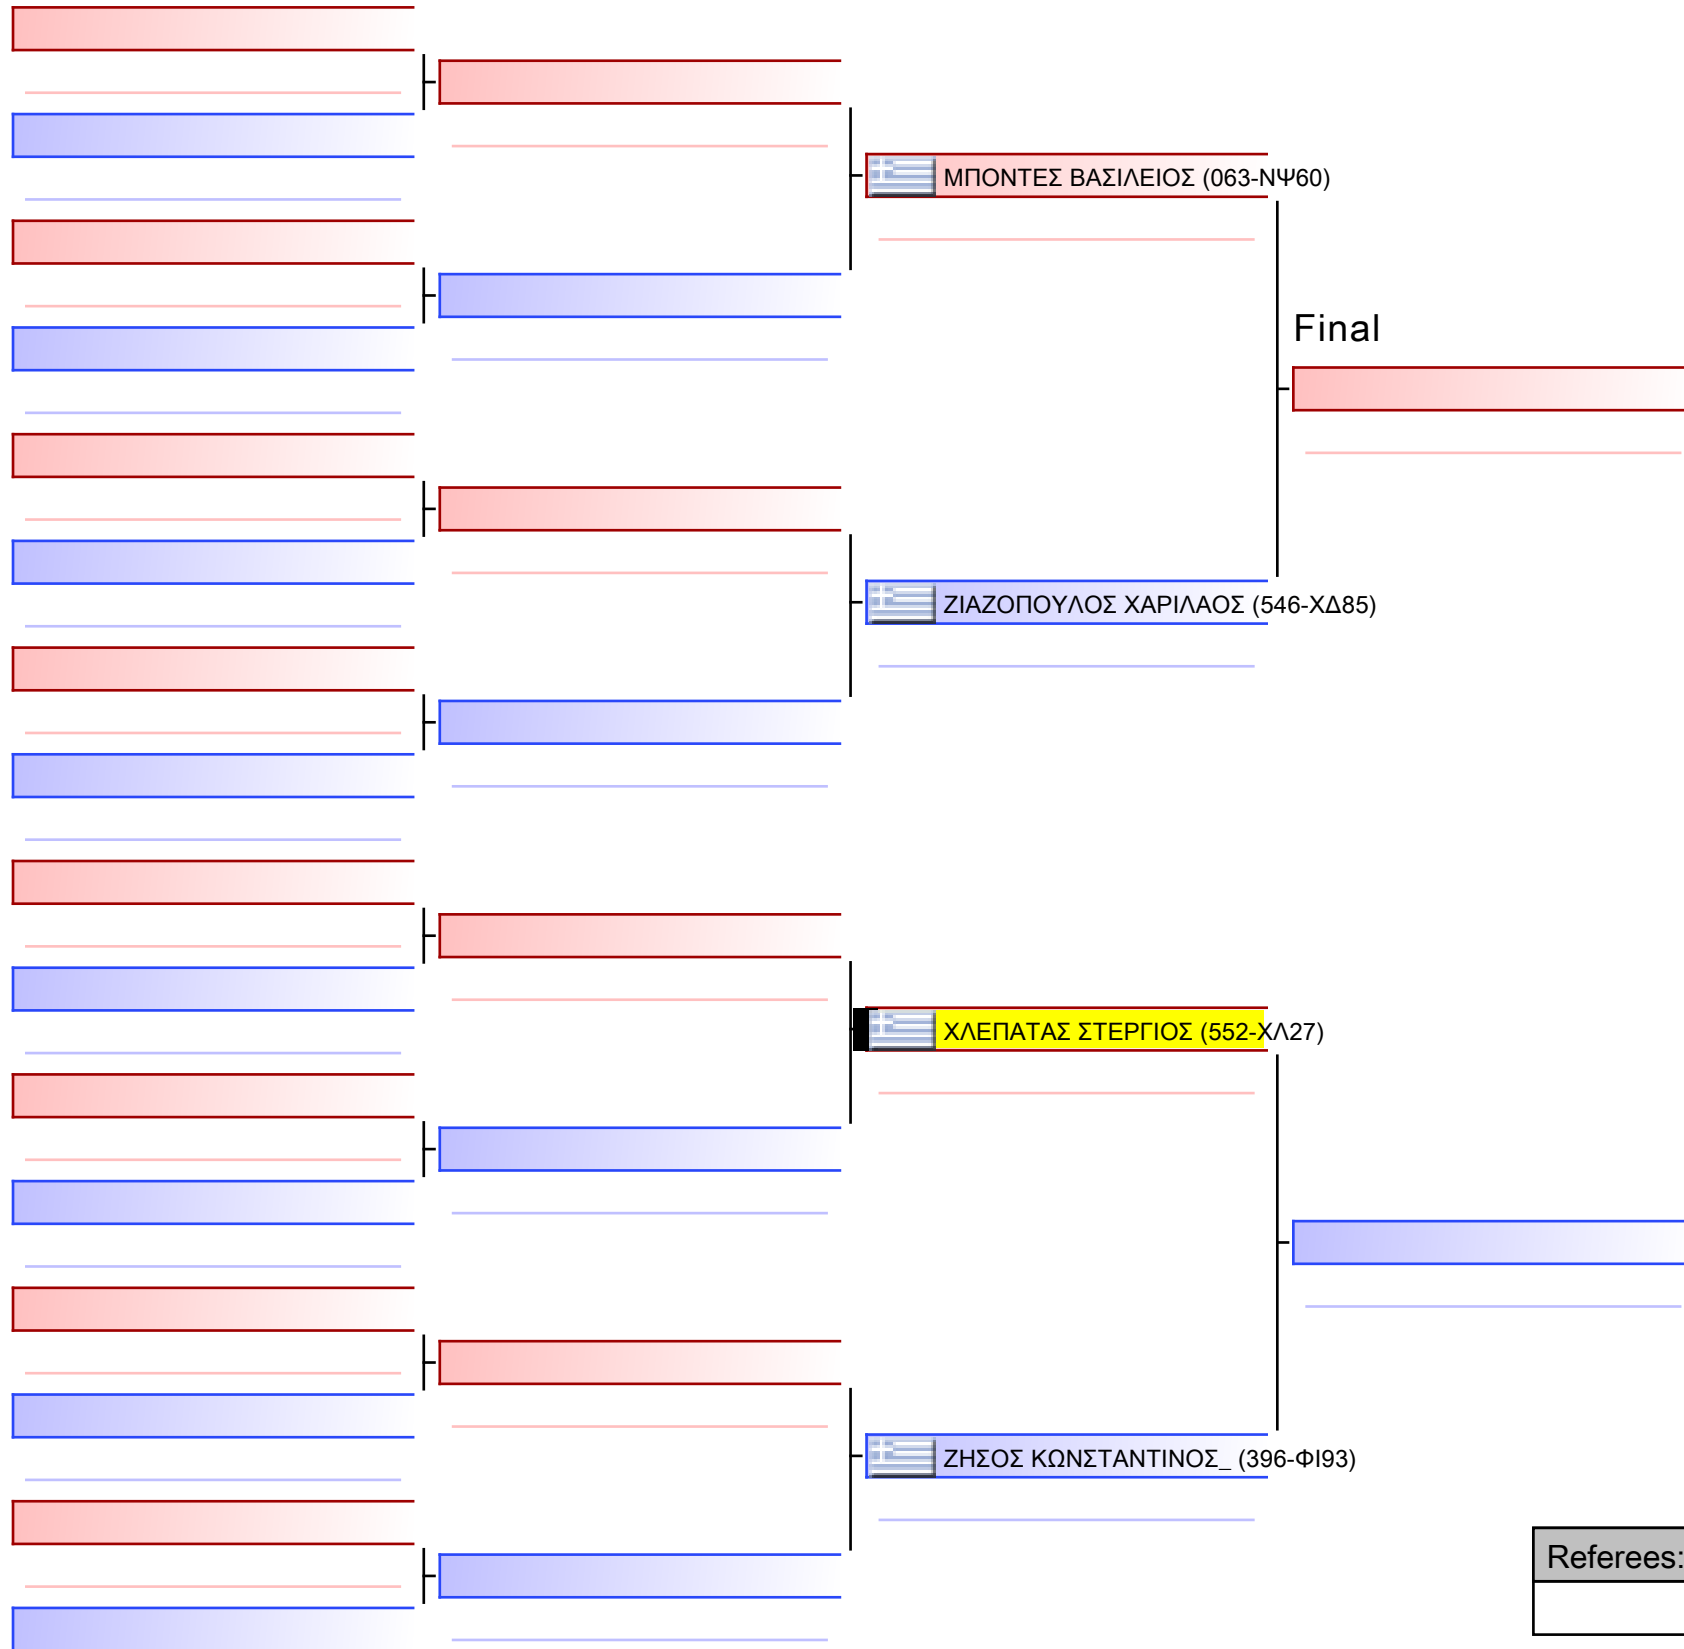 ΜΠΟΝΤΕΣ ΒΑΣΙΛΕΙΟΣ (063-ΝΨ60)
Final
ΖΙΑΖΟΠΟΥΛΟΣ ΧΑΡΙΛΑΟΣ (546-ΧΔ85)
ΧΛΕΠΑΤΑΣ ΣΤΕΡΓΙΟΣ (552-ΧΛ27)
ΖΗΣΟΣ ΚΩΝΣΤΑΝΤΙΝΟΣ_ (396-ΦΙ93)
Referees: